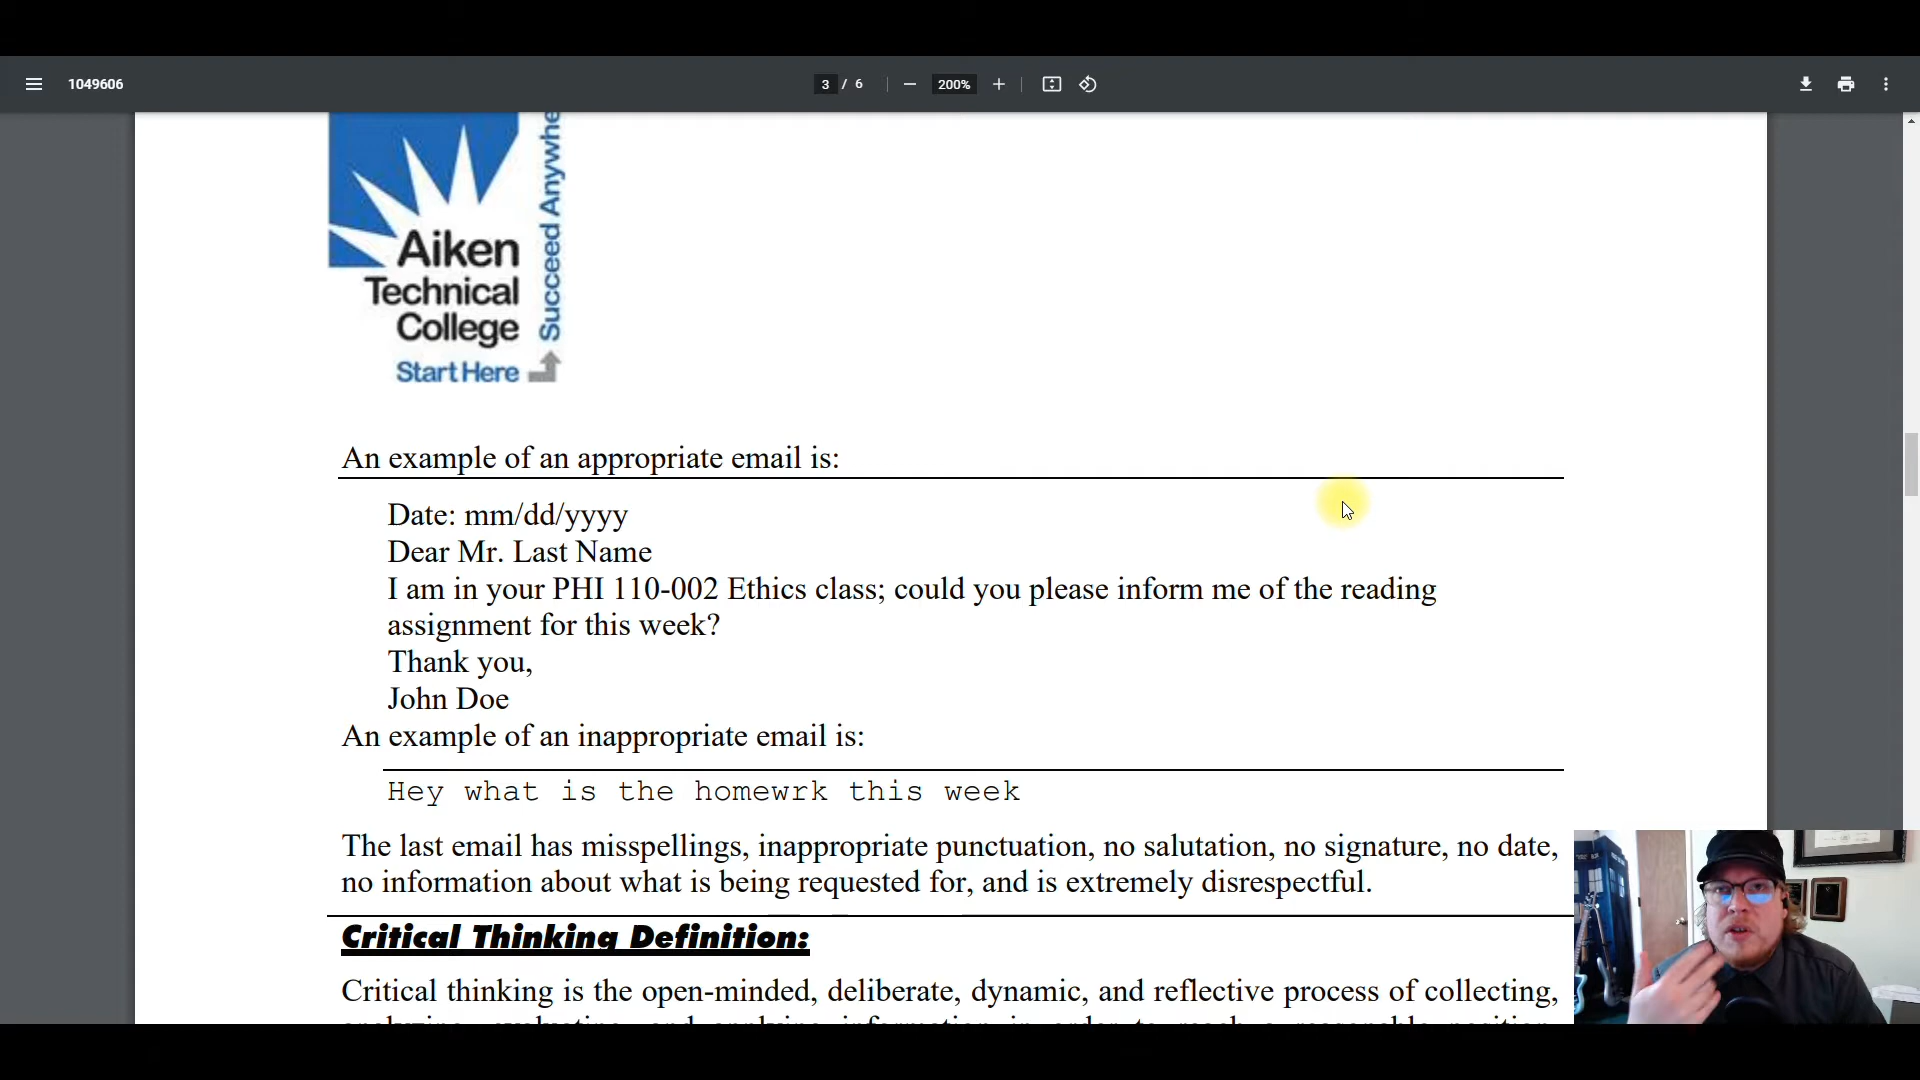 1049606
3 / 6
200%
Succeed Anywhe
Aiken
Technical
College
Start Here
An example of an appropriate email is:
Date: mm/dd/yyyy
Dear Mr. Last Name
I am in your PHI 110-002 Ethics class; could you please inform me of the reading
assignment for this week?
Thank you,
John Doe
An example of an inappropriate email is:
Hey what is the homewrk this week
The last email has misspellings, inappropriate punctuation, no salutation, no signature, no date,
no information about what is being requested for, and is extremely disrespectful.
Critical Thinking Definition:
Critical thinking is the open-minded, deliberate, dynamic, and reflective process of collecting,